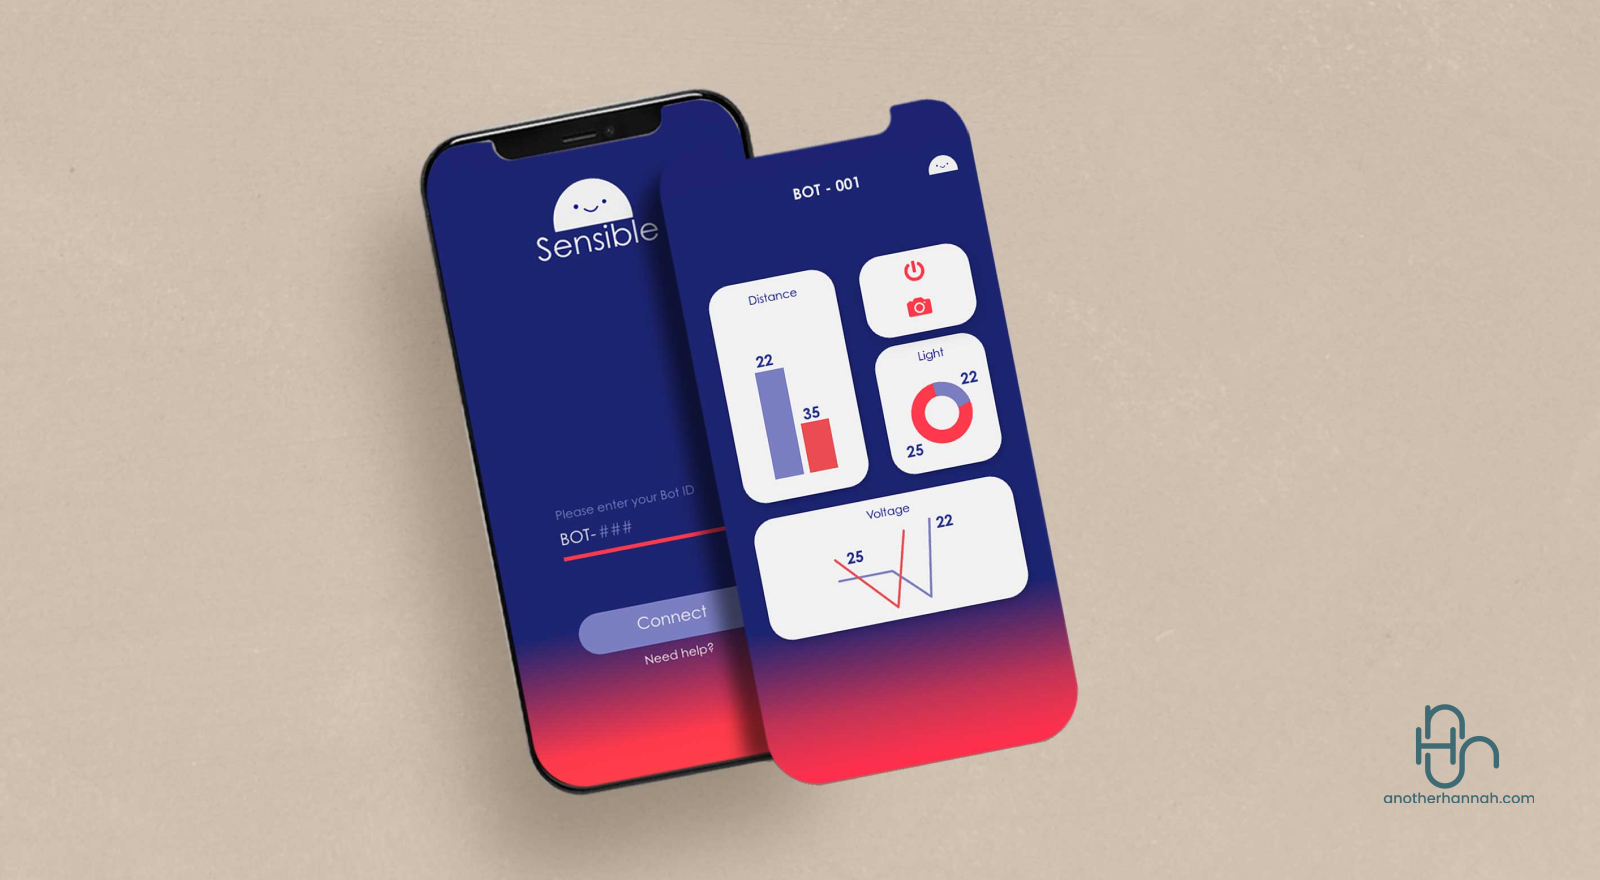 Sensible
Please enter your Bot ID
BOT- ###
Connect
Need help?
BOT - 001
Distance
22
35
Light
22
25
Voltage
25
22
anotherhannah.com